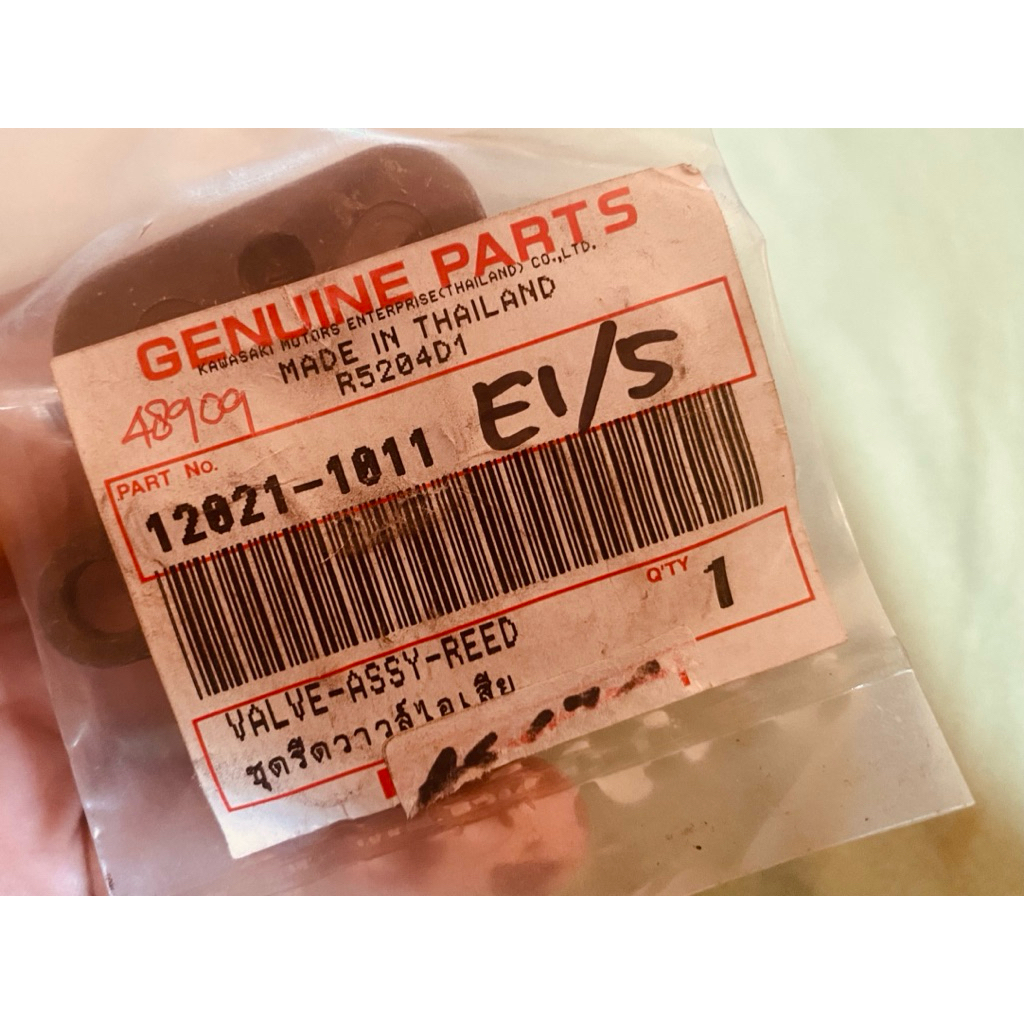 GENUINE PARTS
KAWASAKI MOTORS ENTERPRISE(THAILAND) CO.,LTD.
MADE IN THAILAND
R5204D1
48909
E1/S
PART No.
12021-1011
Q'TY 1
VALVE-ASSY-REED
ชุดรีดวาวล์ไอเสีย